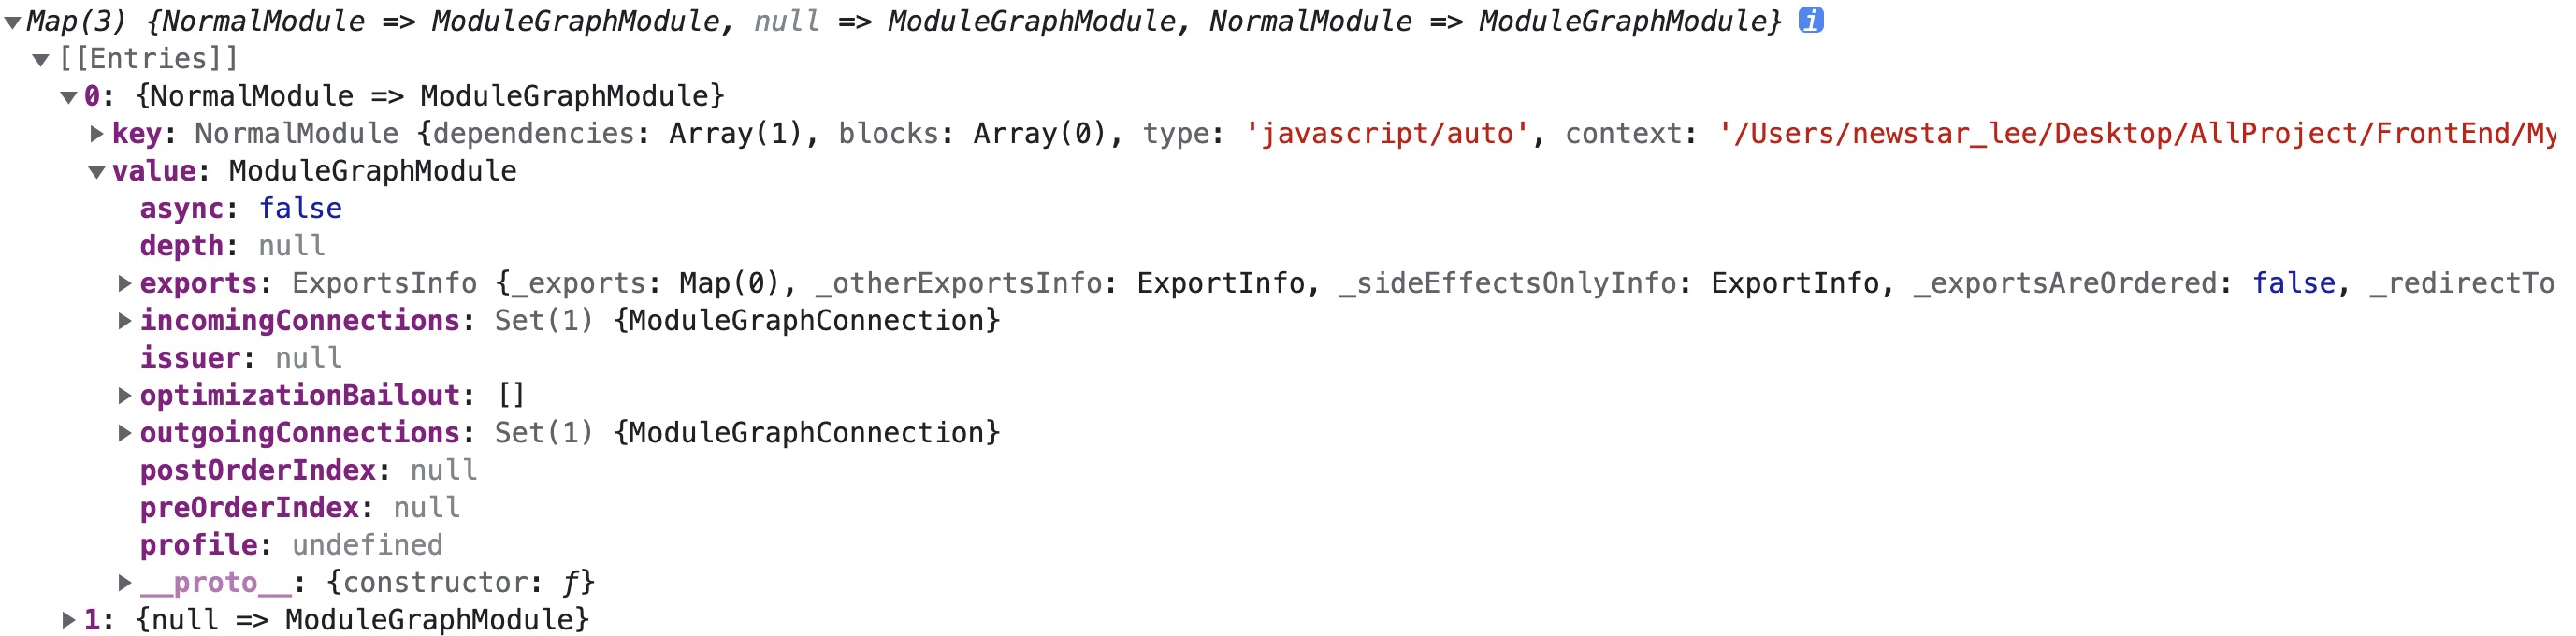 ▼Map(3) {NormalModule => ModuleGraphModule, null => ModuleGraphModule, NormalModule => ModuleGraphModule} i
▼[[Entries]]
▼0: {NormalModule => ModuleGraphModule}
▶key: NormalModule {dependencies: Array(1), blocks: Array(0), type: 'javascript/auto', context: '/Users/newstar_lee/Desktop/AllProject/FrontEnd/My
▼value: ModuleGraphModule
async: false
depth: null
▶exports: ExportsInfo {_exports: Map(0), _otherExportsInfo: ExportInfo, _sideEffectsOnlyInfo: ExportInfo, _exportsAreOrdered: false, _redirectTo
▶incomingConnections: Set(1) {ModuleGraphConnection}
issuer: null
▶optimizationBailout: []
▶outgoingConnections: Set(1) {ModuleGraphConnection}
postOrderIndex: null
preOrderIndex: null
profile: undefined
▶__proto__: {constructor: ƒ}
▶1: {null => ModuleGraphModule}